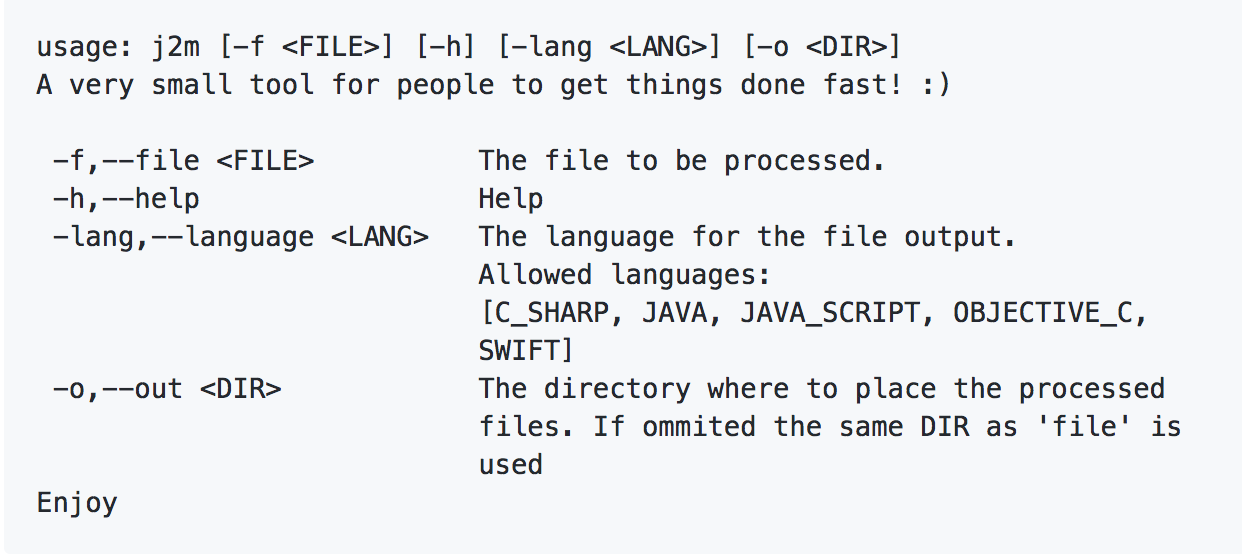 usage: j2m [-f <FILE>] [-h] [-lang <LANG>] [-o <DIR>]
A very small tool for people to get things done fast! :)
-f,--file <FILE> The file to be processed.
-h,--help Help
-lang,--language <LANG> The language for the file output.
Allowed languages:
[C_SHARP, JAVA, JAVA_SCRIPT, OBJECTIVE_C,
SWIFT]
-o,--out <DIR> The directory where to place the processed
files. If ommited the same DIR as 'file' is
used
Enjoy